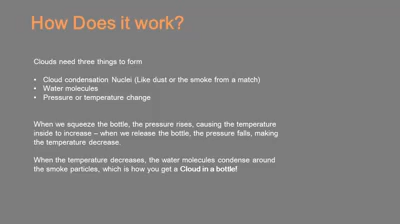 How Does it work?
Clouds need three things to form
• Cloud condensation Nuclei (Like dust or the smoke from a match)
• Water molecules
• Pressure or temperature change
When we squeeze the bottle, the pressure rises, causing the temperature
inside to increase – when we release the bottle, the pressure falls, making
the temperature decrease.
When the temperature decreases, the water molecules condense around
the smoke particles, which is how you get a Cloud in a bottle!